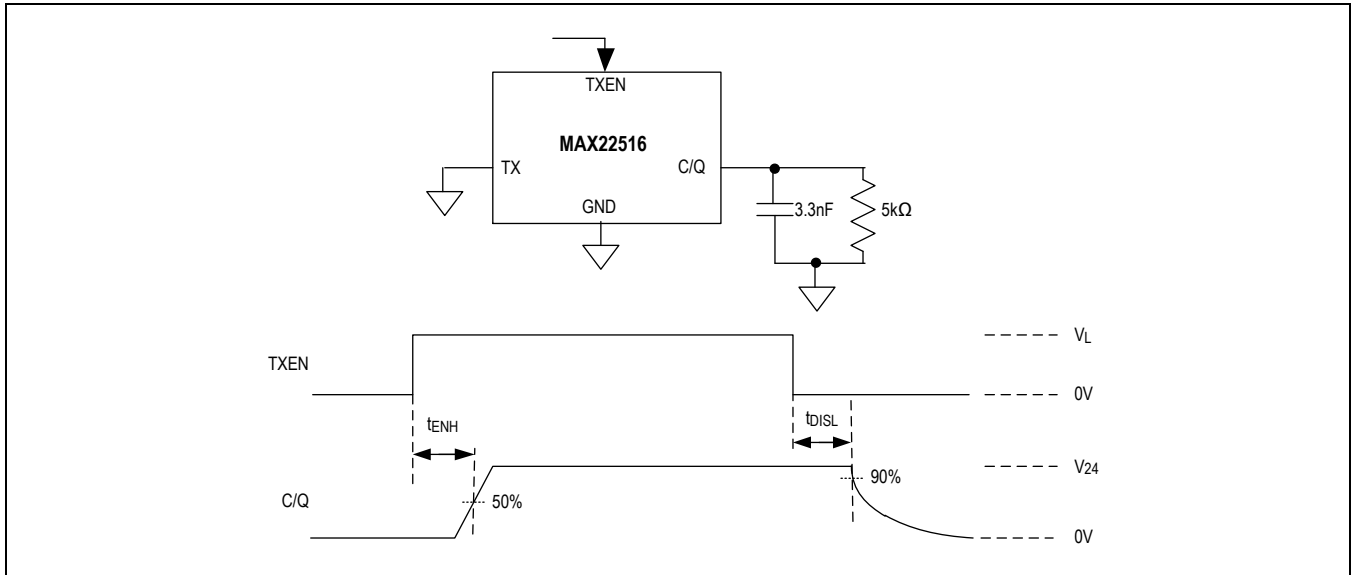 TXEN
MAX22516
TX
C/Q
GND
3.3nF
5kΩ
TXEN
VL
0V
tENH
tDISL
V24
90%
C/Q
50%
0V